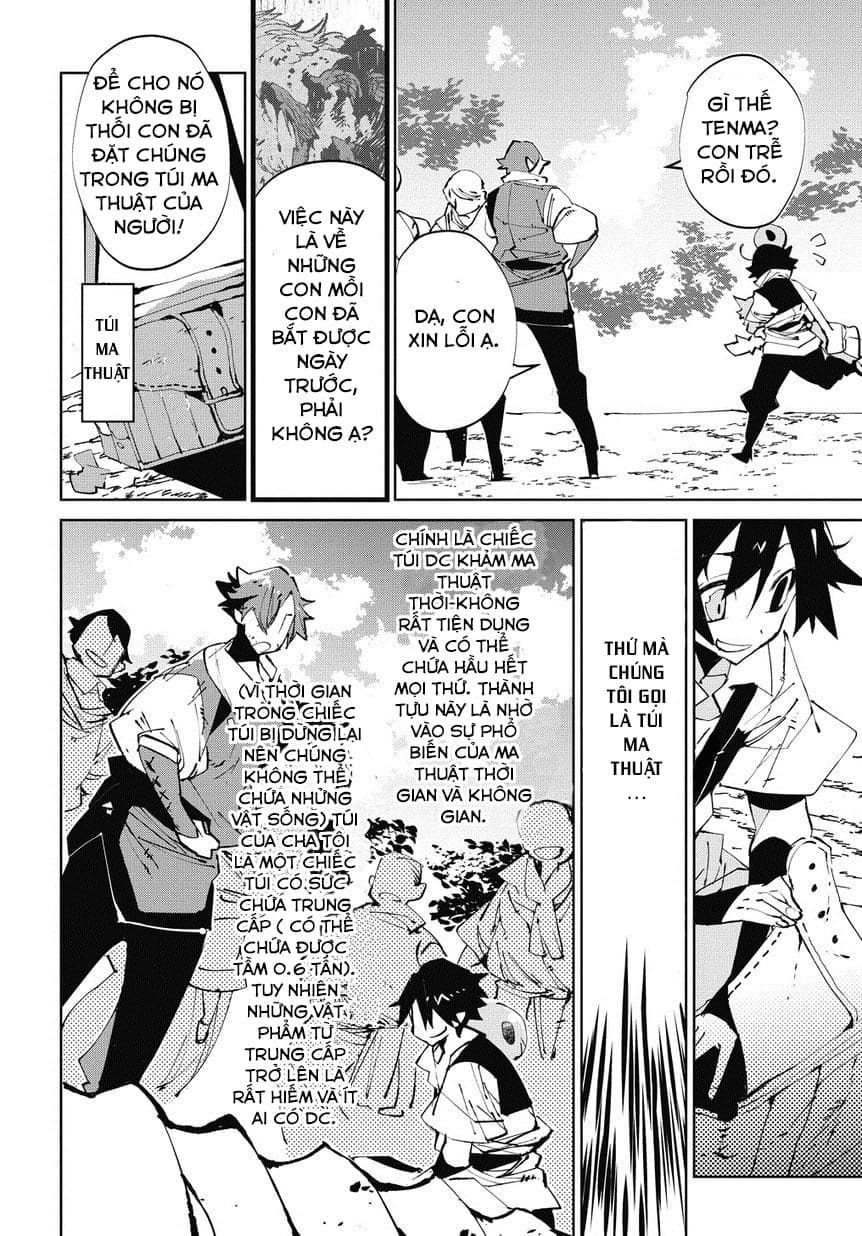 GÌ THẾ
TENMA?
CON TRỄ
RỒI ĐÓ.
DẠ, CON
XIN LỖI Ạ.
VIỆC NÀY
LÀ VỀ
NHỮNG
CON MỒI
CON ĐÃ
BẮT ĐƯỢC
NGÀY
TRƯỚC,
PHẢI
KHÔNG Ạ?
ĐỂ CHO NÓ
KHÔNG BỊ
THỐI CON ĐÃ
ĐẶT CHÚNG
TRONG TÚI MA
THUẬT CỦA
NGƯỜI!
TÚI
MA
THUẬT
THỨ MÀ
CHÚNG
TÔI GỌI
LÀ TÚI
MA
THUẬT
...
CHÍNH LÀ CHIẾC
TÚI DC KHẢM MA
THUẬT
THỜI-KHÔNG
RẤT TIỆN DỤNG
VÀ CÓ THỂ
CHỨA HẦU HẾT
MỌI THỨ. THÀNH
TỰU NÀY LÀ NHỜ
VÀO SỰ PHỔ
BIẾN CỦA MA
THUẬT THỜI
GIAN VÀ KHÔNG
GIAN.
(VÌ THỜI GIAN
TRONG CHIẾC
TÚI BỊ DỪNG LẠI
NÊN CHÚNG
KHÔNG THỂ
CHỨA NHỮNG
VẬT SỐNG) TÚI
CỦA CHA TÔI
LÀ MỘT CHIẾC
TÚI CÓ SỨC
CHỨA TRUNG
CẤP ( CÓ THỂ
CHỨA ĐƯỢC
TẦM 0.6 TẤN).
TUY NHIÊN
NHỮNG VẬT
PHẨM TỪ
TRUNG CẤP
TRỞ LÊN LÀ
RẤT HIẾM VÀ ÍT
AI CÓ DC.